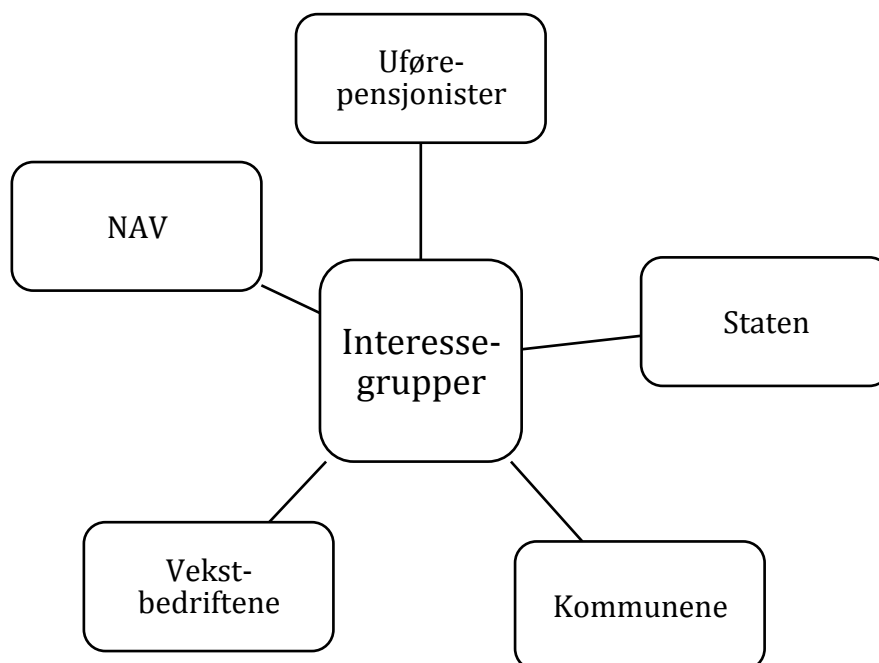 Uføre-
pensjonister
NAV
Staten
Interesse-
grupper
Vekst-
bedriftene
Kommunene